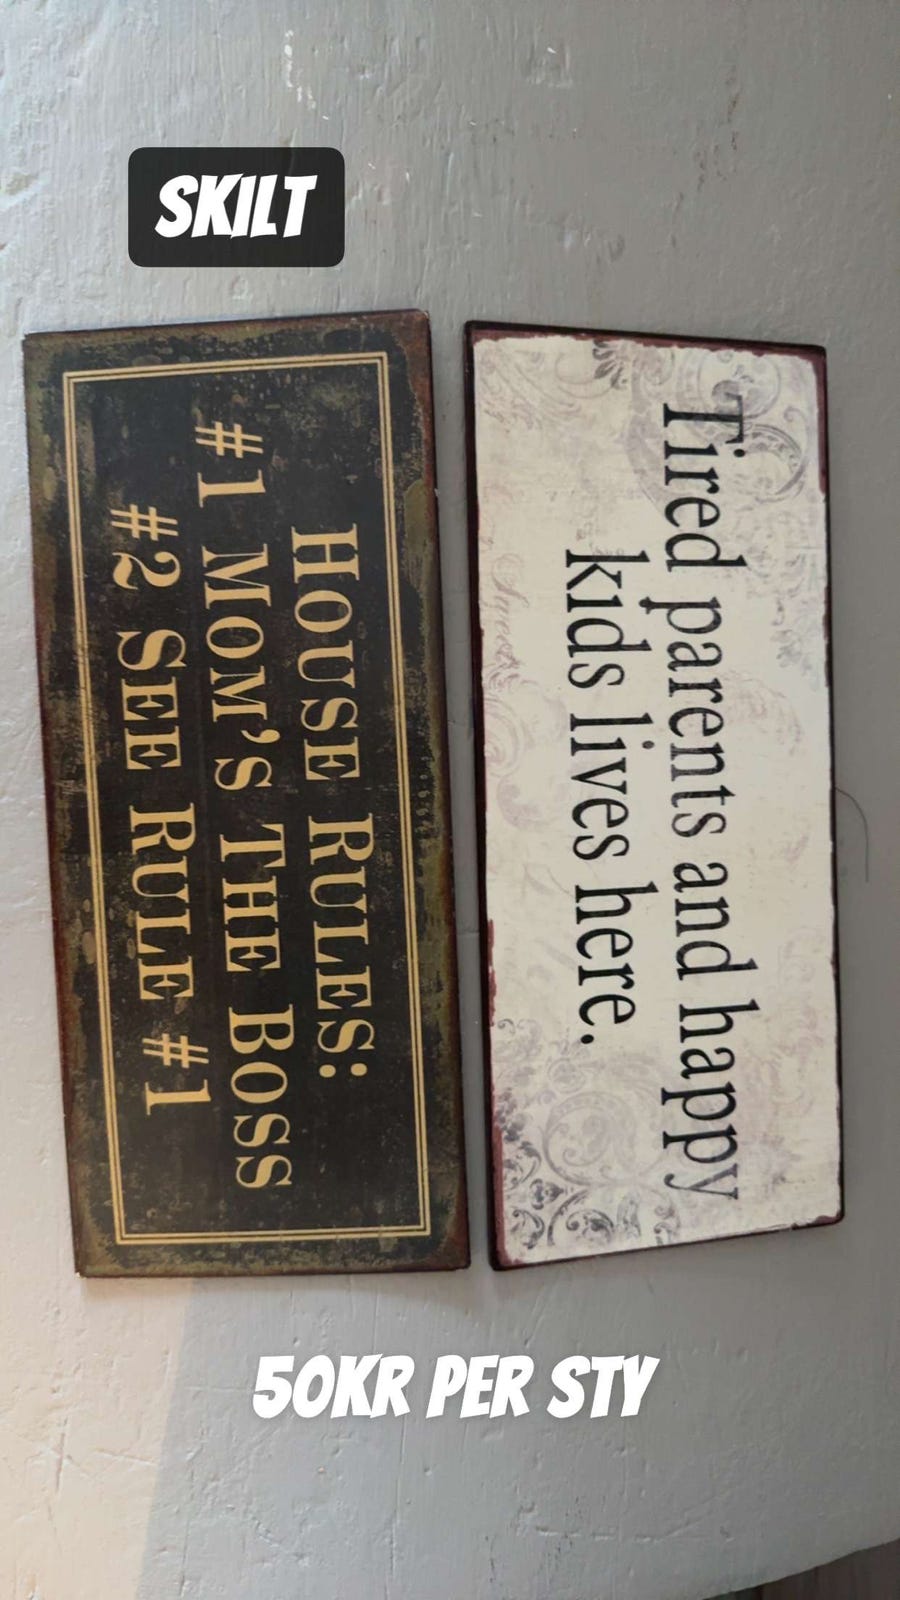 SKILT
HOUSE RULES:
#1 MOM'S THE BOSS
#2 SEE RULE #1
Tired parents and happy
kids lives here.
50KR PER STY